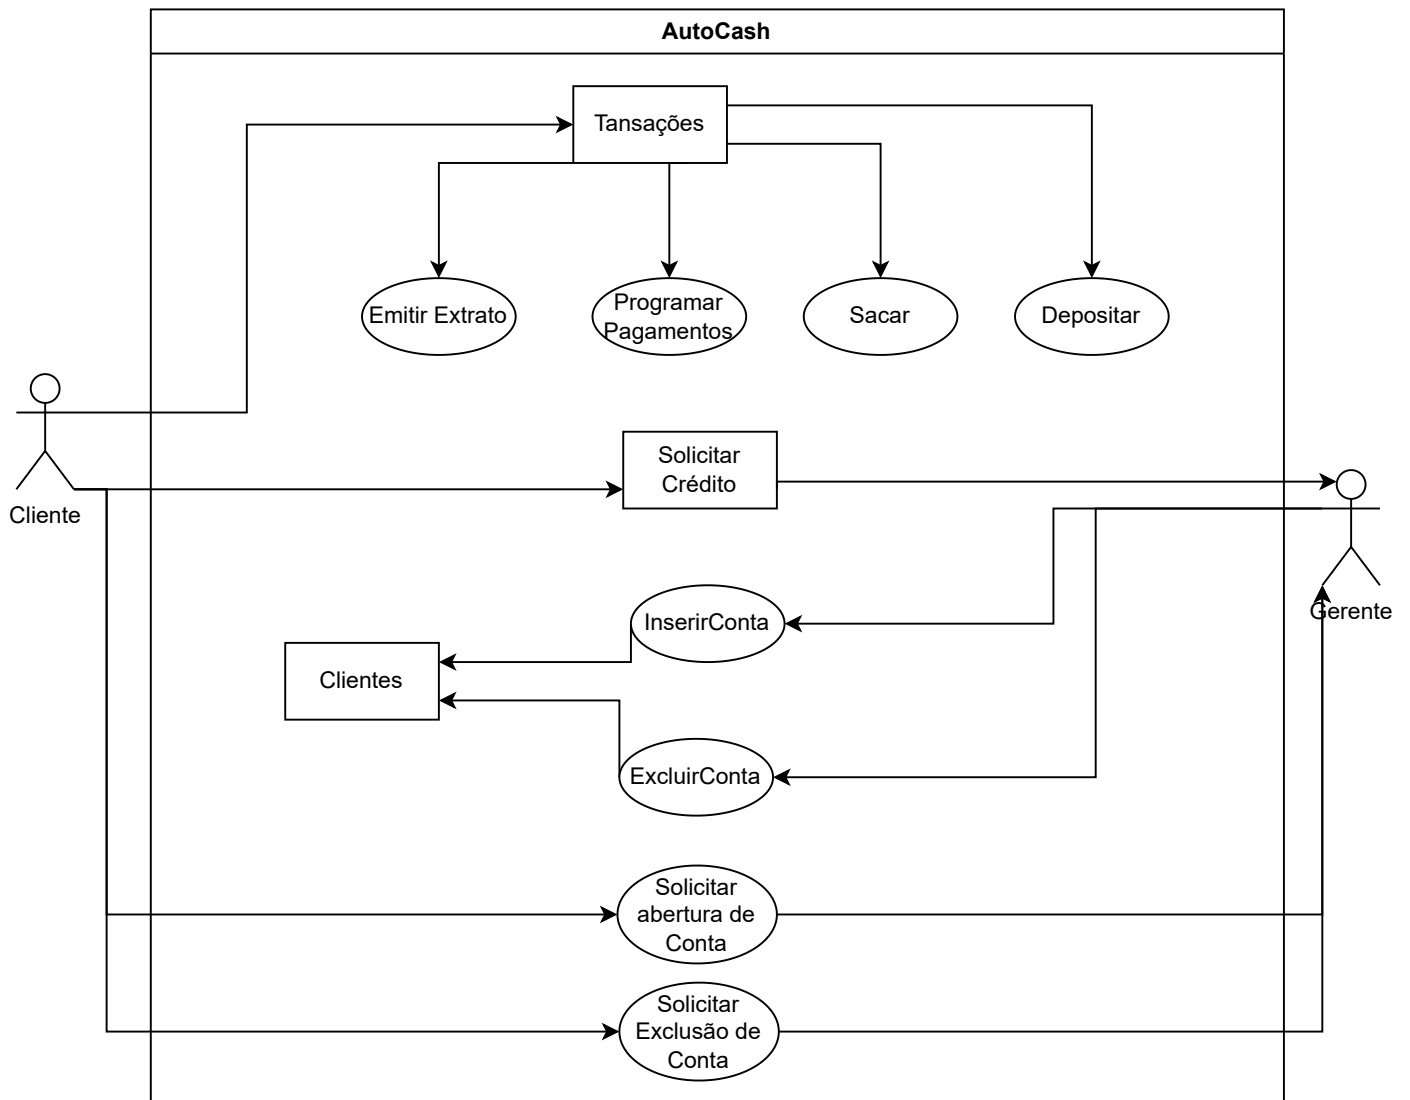 AutoCash
Tansações
Emitir Extrato
Programar
Pagamentos
Sacar
Depositar
Solicitar
Crédito
Cliente
Gerente
InserirConta
Clientes
ExcluirConta
Solicitar
abertura de
Conta
Solicitar
Exclusão de
Conta